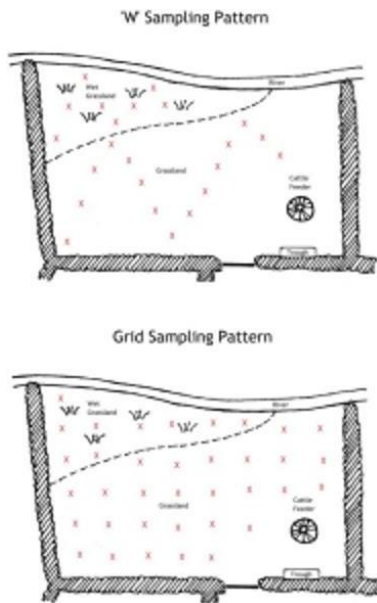 'W' Sampling Pattern
River
Wet
Grassland
Grassland
Cattle
Feeder
Trough
Grid Sampling Pattern
River
Wet
Grassland
Grassland
Cattle
Feeder
Trough